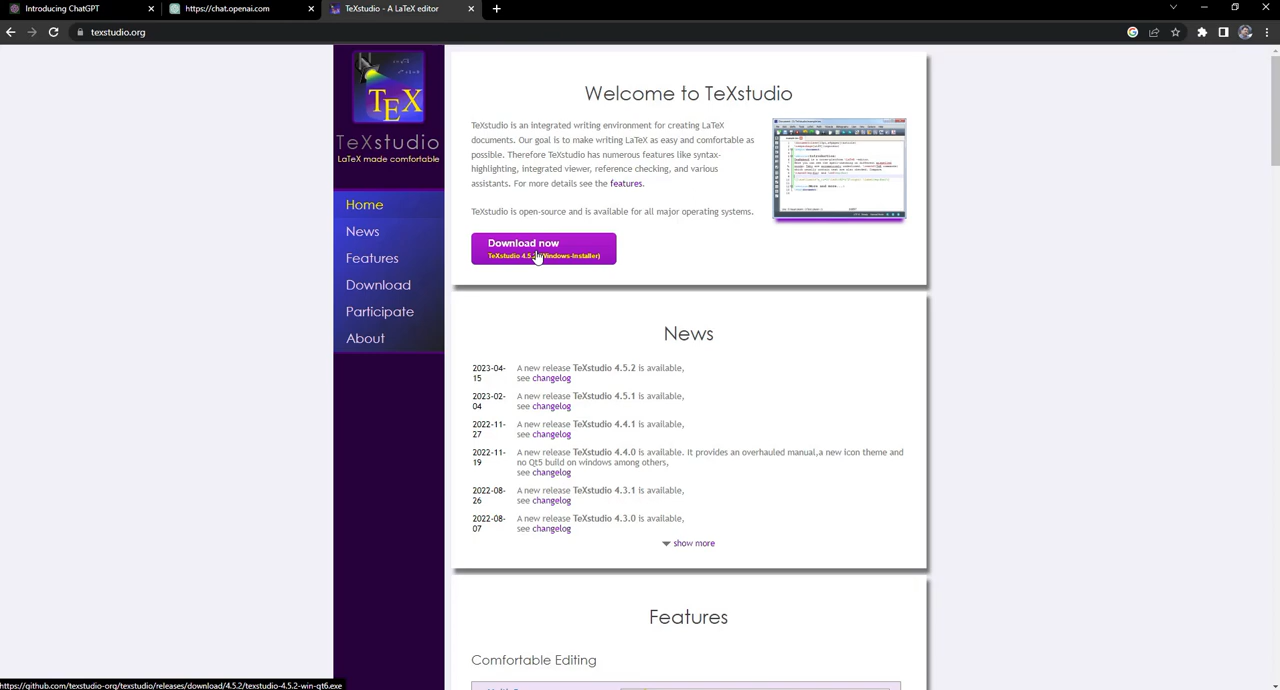 Introducing ChatGPT
https://chat.openai.com
TeXstudio - A LaTeX editor
texstudio.org
TEX
TeXstudio
LaTeX made comfortable
Home
News
Features
Download
Participate
About
Welcome to TeXstudio
TeXstudio is an integrated writing environment for creating LaTeX
documents. Our goal is to make writing LaTeX as easy and comfortable as
possible. Therefore TeXstudio has numerous features like syntax-
highlighting, integrated viewer, reference checking, and various
assistants. For more details see the features.
TeXstudio is open-source and is available for all major operating systems.
Download now
TeXstudio Windows-Installer)
News
2023-04-
15
A new release TeXstudio 4.5.2 is available,
see changelog
2023-02-
04
A new release TeXstudio 4.5.1 is available,
see changelog
2022-11-
27
A new release TeXstudio 4.4.1 is available,
see changelog
2022-11-
19
A new release TeXstudio 4.4.0 is available. It provides an overhauled manual,a new icon theme and
no Qt5 build on windows among others,
see changelog
2022-08-
26
A new release TeXstudio 4.3.1 is available,
see changelog
2022-08-
07
A new release TeXstudio 4.3.0 is available,
see changelog
show more
Features
Comfortable Editing
https://github.com/texstudio-org/texstudio/releases/download/4.5.2/texstudio-4.5.2-win-qt6.exe